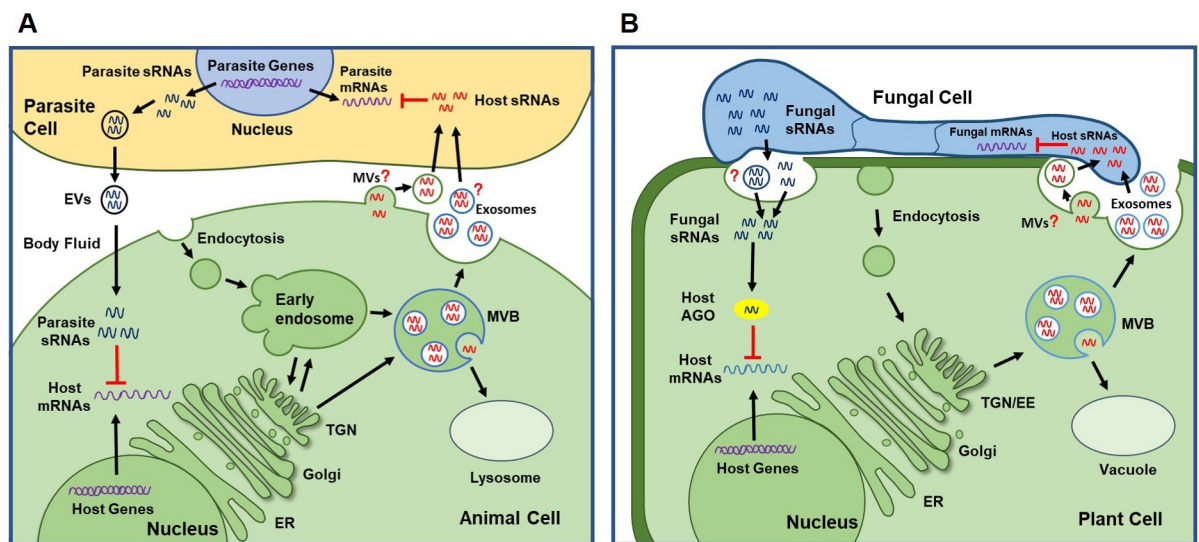 A
Parasite sRNAs
Parasite Genes
Parasite
mRNAs
Host sRNAs
Parasite
Cell
Nucleus
EVs
MVs?
?
Exosomes
Body Fluid
Endocytosis
Early
endosome
MVB
Parasite
sRNAs
Host
mRNAs
TGN
Golgi
Lysosome
Host Genes
Nucleus
ER
Animal Cell
B
Fungal Cell
Fungal
sRNAs
Fungal mRNAs
Host sRNAs
?
Exosomes
MVs?
Fungal
sRNAs
Endocytosis
Host
AGO
MVB
Host
mRNAs
TGN/EE
Golgi
Vacuole
Host Genes
Nucleus
ER
Plant Cell